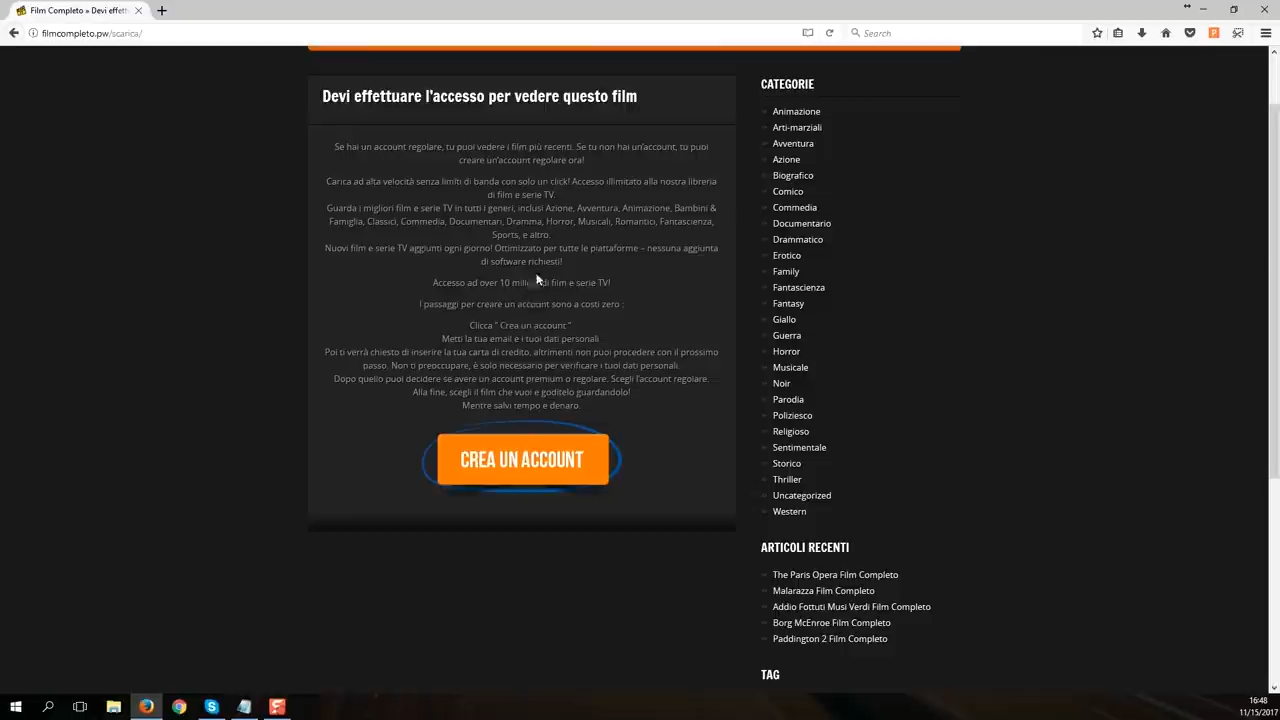 Film Completo » Devi effett
filmcompleto.pw/scarica/
Search
Devi effettuare l'accesso per vedere questo film
Se hai un account regolare, tu puoi vedere i film più recenti. Se tu non hai un'account, tu puoi
creare un'account regolare ora!
Carica ad alta velocità senza limiti di banda con solo un click! Accesso illimitato alla nostra libreria
di film e serie TV.
Guarda i migliori film e serie TV in tutti i generi, inclusi Azione, Avventura, Animazione, Bambini &
Famiglia, Classici, Commedia, Documentari, Dramma, Horror, Musicali, Romantici, Fantascienza,
Sports, e altro.
Nuovi film e serie TV aggiunti ogni giorno! Ottimizzato per tutte le piattaforme – nessuna aggiunta
di software richiesti!
Accesso ad over 10 di film e serie TV!
I passaggi per creare un account sono a costi zero :
Clicca " Crea un account "
Metti la tua email e i tuoi dati personali
Poi ti verrà chiesto di inserire la tua carta di credito, altrimenti non puoi procedere con il prossimo
passo. Non ti preoccupare, è solo necessario per verificare i tuoi dati personali.
Dopo quello puoi decidere se avere un account premium o regolare. Scegli l'account regolare.
Alla fine, scegli il film che vuoi e goditelo guardandolo!
Mentre salvi tempo e denaro.
CREA UN ACCOUNT
CATEGORIE
Animazione
Arti-marziali
Avventura
Azione
Biografico
Comico
Commedia
Documentario
Drammatico
Erotico
Family
Fantascienza
Fantasy
Giallo
Guerra
Horror
Musicale
Noir
Parodia
Poliziesco
Religioso
Sentimentale
Storico
Thriller
Uncategorized
Western
ARTICOLI RECENTI
The Paris Opera Film Completo
Malarazza Film Completo
Addio Fottuti Musi Verdi Film Completo
Borg McEnroe Film Completo
Paddington 2 Film Completo
TAG
16:48
11/15/2017